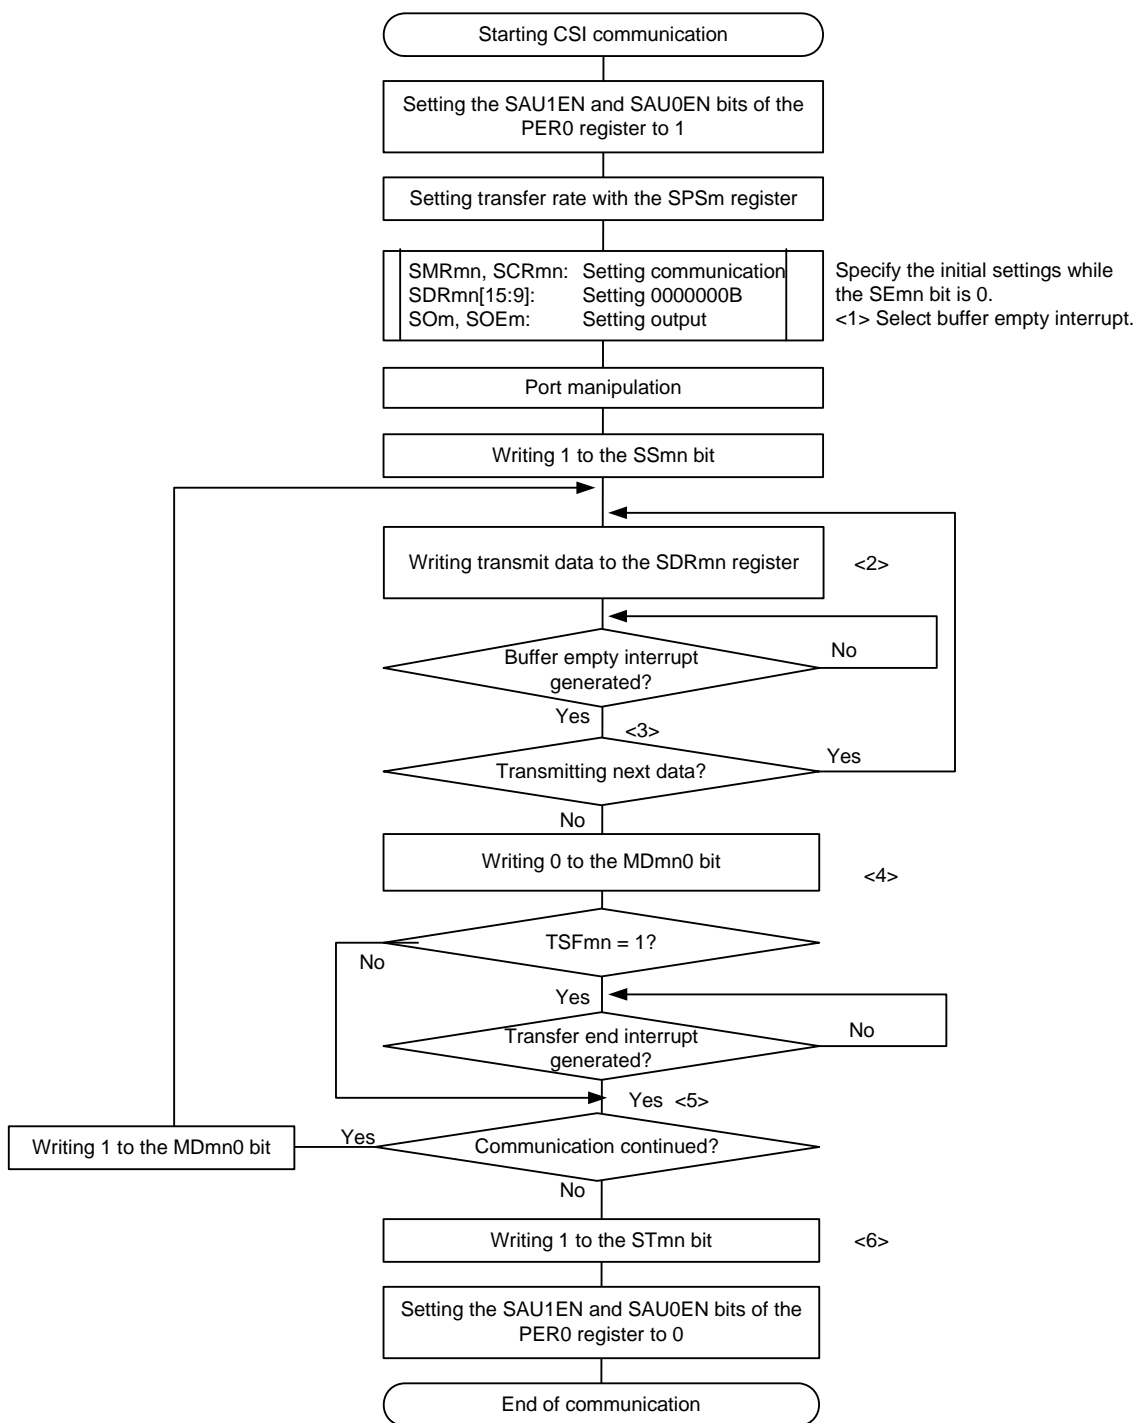 Starting CSI communication
Setting the SAU1EN and SAU0EN bits of the
PER0 register to 1
Setting transfer rate with the SPSm register
SMRmn, SCRmn: Setting communication
SDRmn[15:9]: Setting 0000000B
SOm, SOEm: Setting output
Specify the initial settings while
the SEmn bit is 0.
<1> Select buffer empty interrupt.
Port manipulation
Writing 1 to the SSmn bit
Writing transmit data to the SDRmn register
<2>
Buffer empty interrupt
generated?
No
Yes
<3>
Transmitting next data?
Yes
No
Writing 0 to the MDmn0 bit
<4>
TSFmn = 1?
No
Yes
Transfer end interrupt
generated?
No
Yes <5>
Writing 1 to the MDmn0 bit
Yes
Communication continued?
No
Writing 1 to the STmn bit
<6>
Setting the SAU1EN and SAU0EN bits of the
PER0 register to 0
End of communication